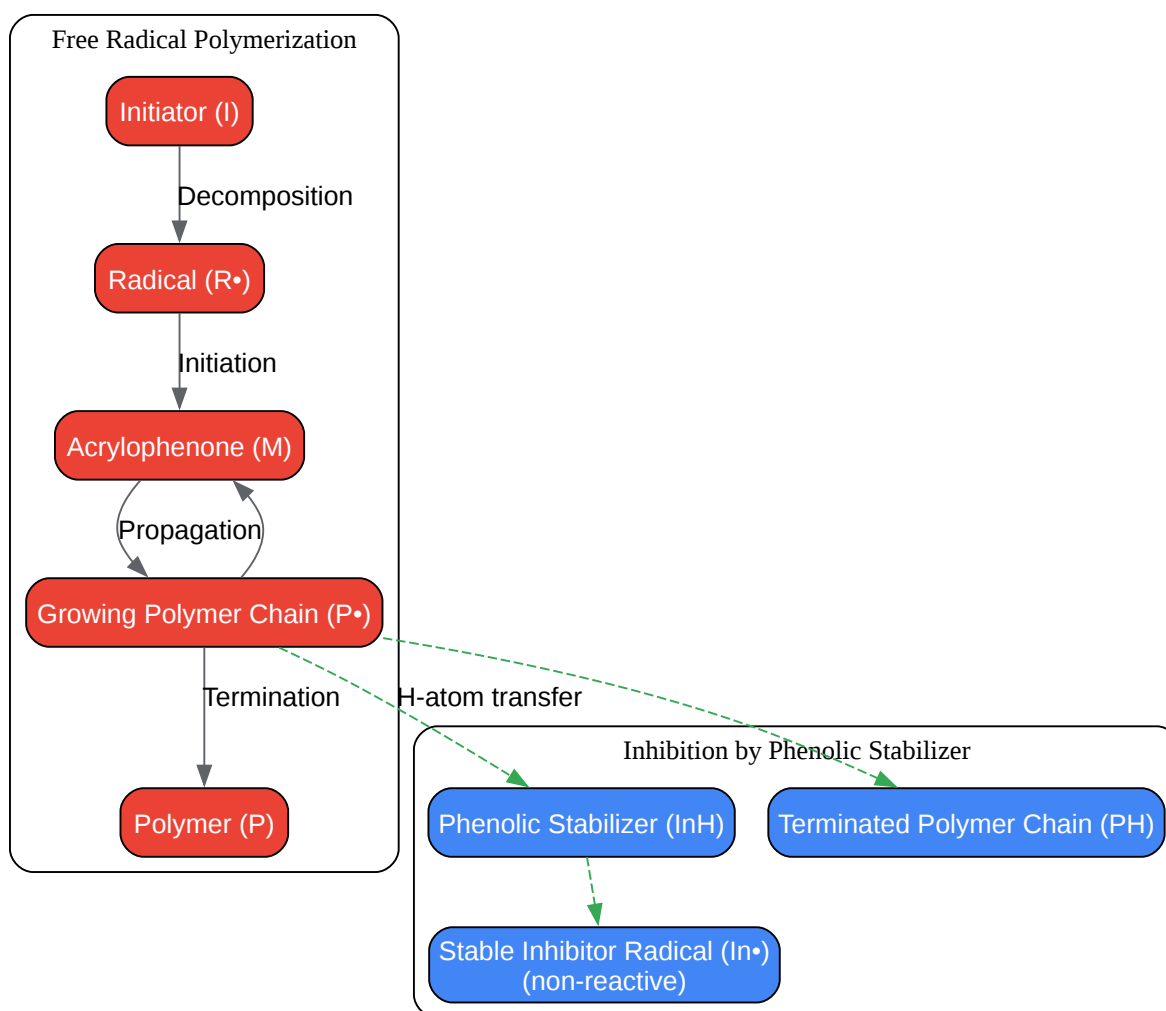 Free Radical Polymerization
Initiator (I)
Decomposition
Radical (R•)
Initiation
Acrylophenone (M)
Propagation
Growing Polymer Chain (P•)
Termination
H-atom transfer
Inhibition by Phenolic Stabilizer
Polymer (P)
Phenolic Stabilizer (InH)
Terminated Polymer Chain (PH)
Stable Inhibitor Radical (In•)
(non-reactive)